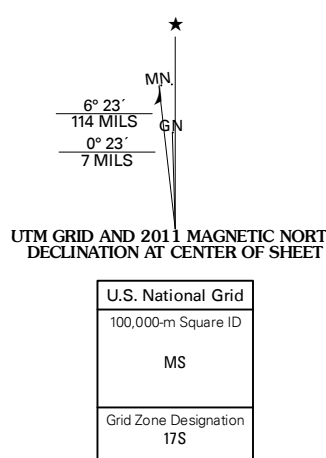 ★
M.N.
6° 23´
114 MILS
GN
0° 23´
7 MILS
UTM GRID AND 2011 MAGNETIC NORT
DECLINATION AT CENTER OF SHEET
U.S. National Grid
100,000-m Square ID
MS
Grid Zone Designation
17S